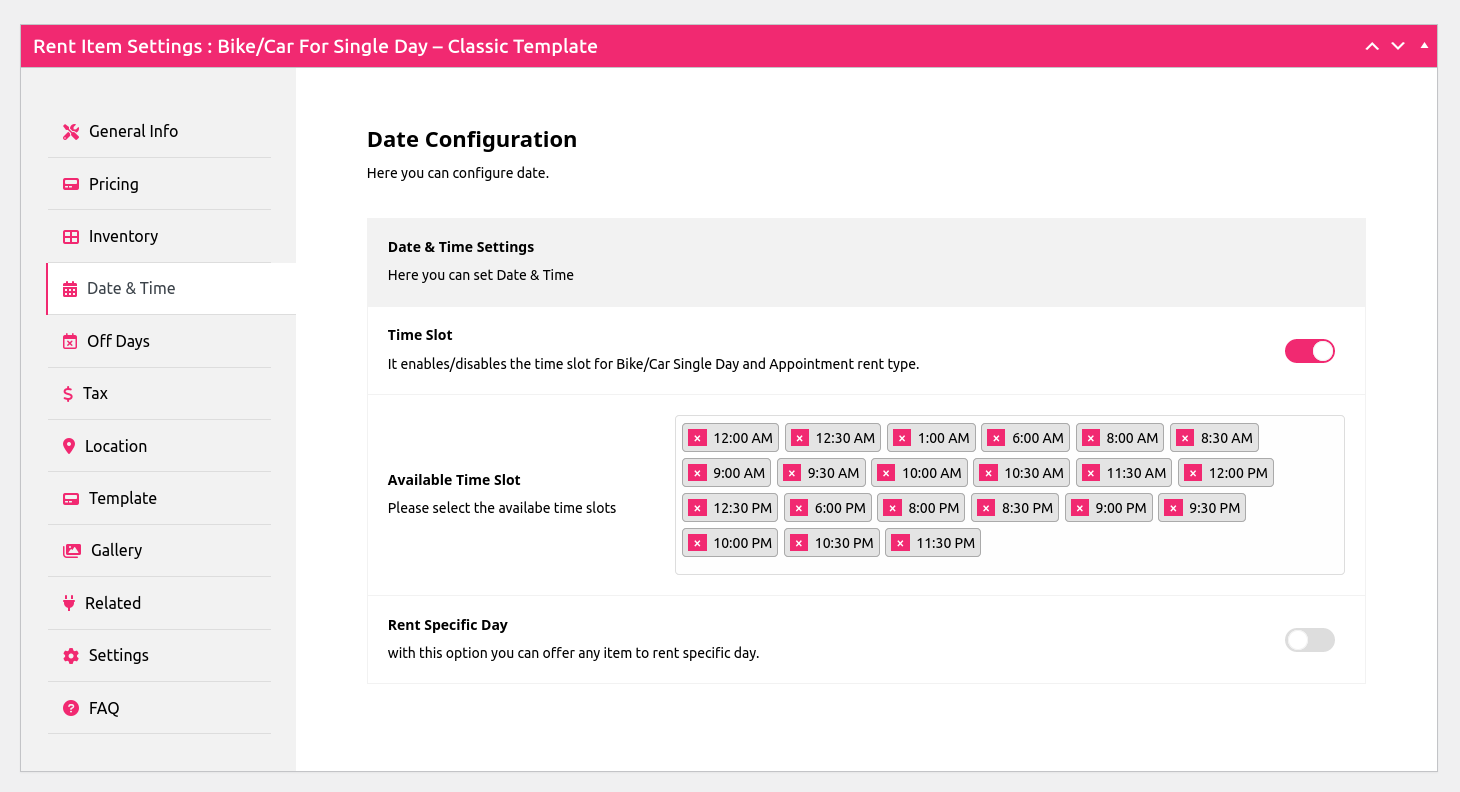 Rent Item Settings : Bike/Car For Single Day – Classic Template
General Info
Pricing
Inventory
Date & Time
Off Days
Tax
Location
Template
Gallery
Related
Settings
FAQ
Date Configuration
Here you can configure date.
Date & Time Settings
Here you can set Date & Time
Time Slot
It enables/disables the time slot for Bike/Car Single Day and Appointment rent type.
Available Time Slot
Please select the availabe time slots
× 12:00 AM × 12:30 AM × 1:00 AM × 6:00 AM × 8:00 AM × 8:30 AM
× 9:00 AM × 9:30 AM × 10:00 AM × 10:30 AM × 11:30 AM × 12:00 PM
× 12:30 PM × 6:00 PM × 8:00 PM × 8:30 PM × 9:00 PM × 9:30 PM
× 10:00 PM × 10:30 PM × 11:30 PM
Rent Specific Day
with this option you can offer any item to rent specific day.